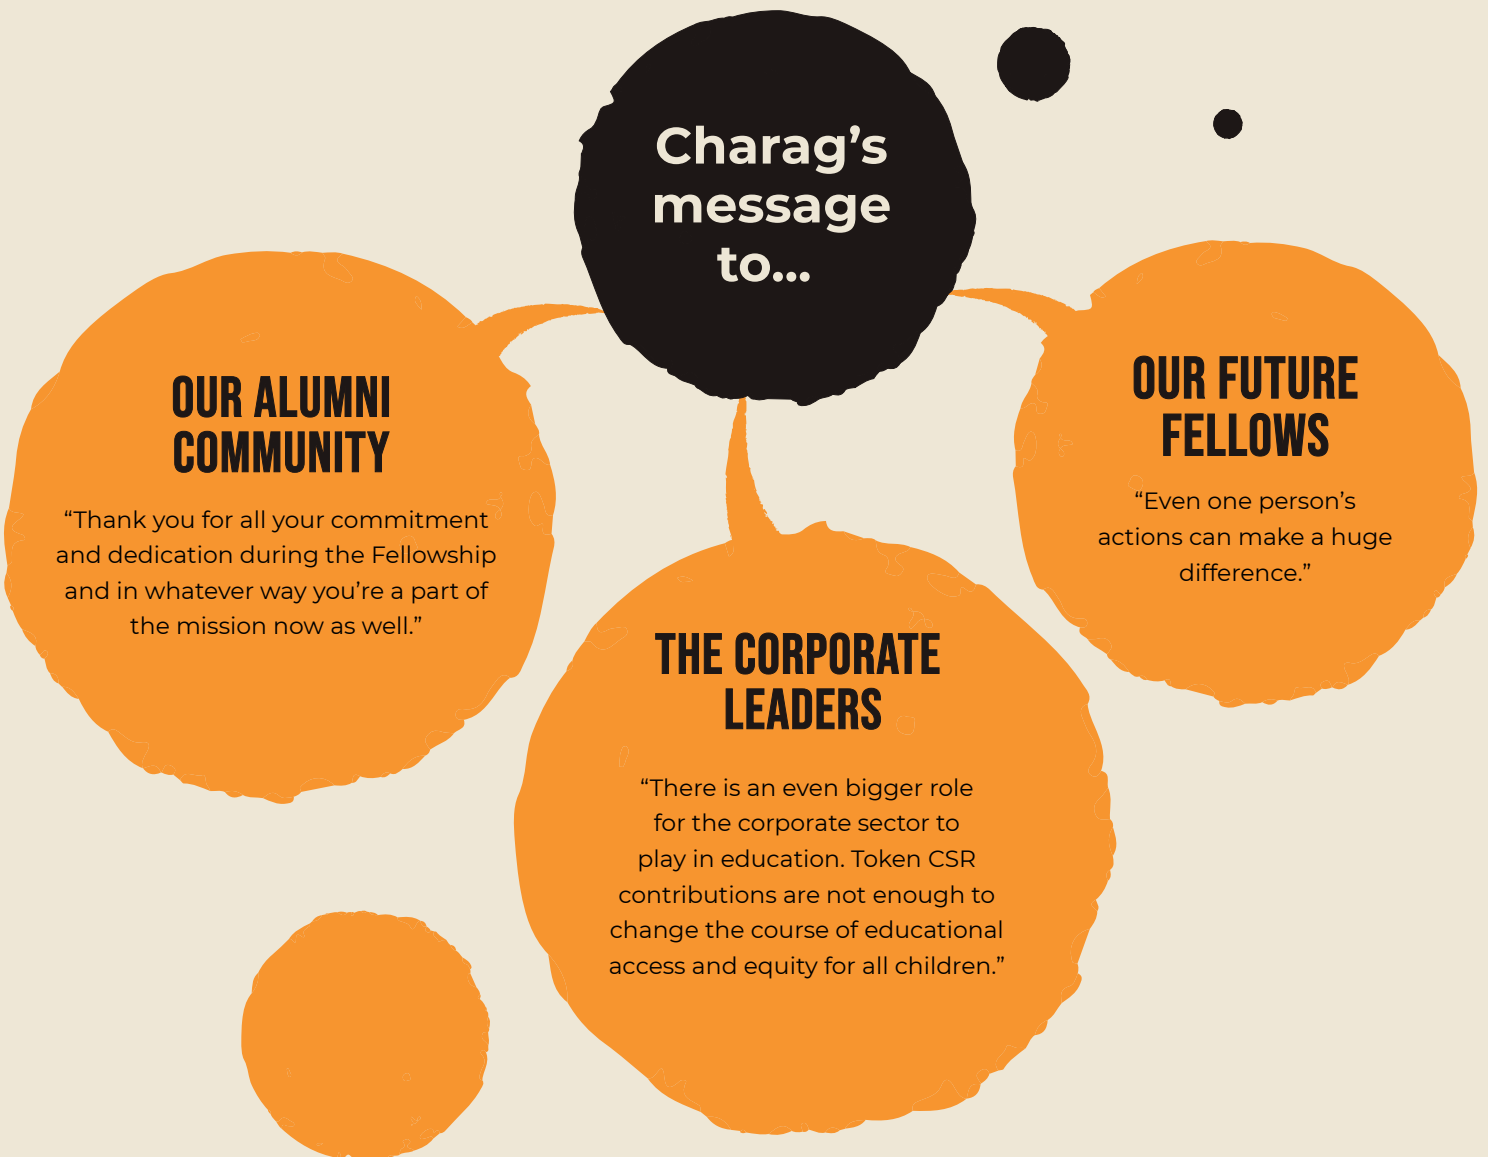 Charag’s
message
to...
OUR ALUMNI
COMMUNITY
“Thank you for all your commitment
and dedication during the Fellowship
and in whatever way you’re a part of
the mission now as well.”
THE CORPORATE
LEADERS
“There is an even bigger role
for the corporate sector to
play in education. Token CSR
contributions are not enough to
change the course of educational
access and equity for all children.”
OUR FUTURE
FELLOWS
“Even one person’s
actions can make a huge
difference.”